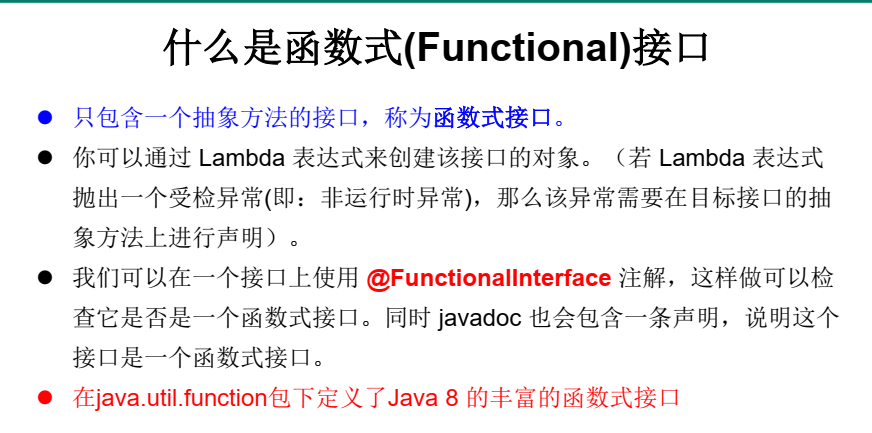 什么是函数式(Functional)接口
● 只包含一个抽象方法的接口，称为函数式接口。
● 你可以通过 Lambda 表达式来创建该接口的对象。（若 Lambda 表达式
抛出一个受检异常(即：非运行时异常)，那么该异常需要在目标接口的抽
象方法上进行声明）。
● 我们可以在一个接口上使用 @FunctionalInterface 注解，这样做可以检
查它是否是一个函数式接口。同时 javadoc 也会包含一条声明，说明这个
接口是一个函数式接口。
● 在java.util.function包下定义了Java 8 的丰富的函数式接口